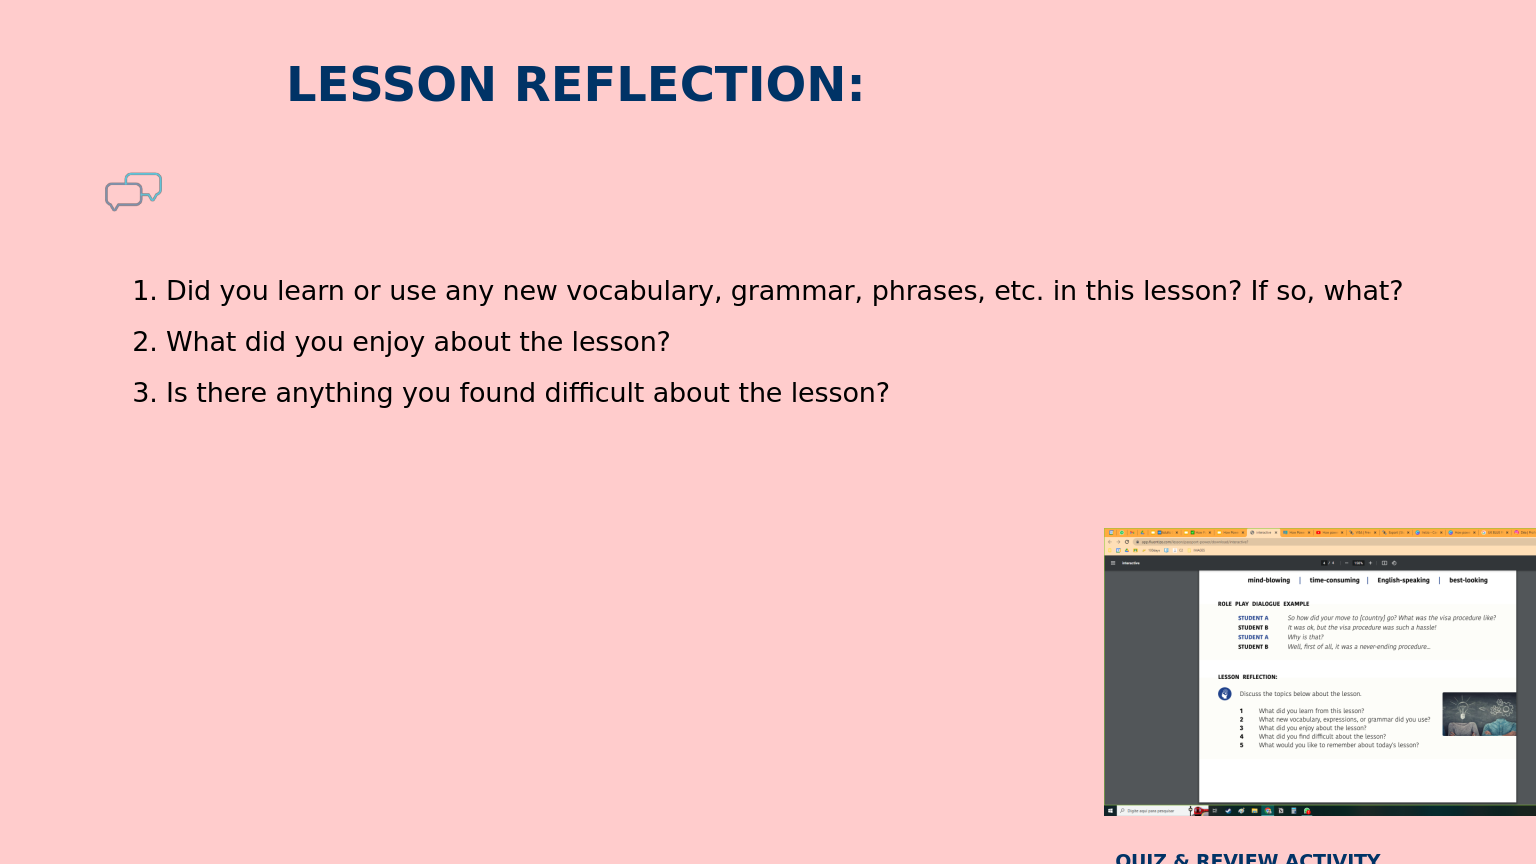 LESSON REFLECTION:
1. Did you learn or use any new vocabulary, grammar, phrases, etc. in this lesson? If so, what?
2. What did you enjoy about the lesson?
3. Is there anything you found difficult about the lesson?
Interactive
mind-blowing | time-consuming | English-speaking | best-looking
ROLE PLAY DIALOGUE EXAMPLE
STUDENT A So how did your move to [country] go? What was the visa procedure like?
STUDENT B It was ok, but the visa procedure was such a hassle!
STUDENT A Why is that?
STUDENT B Well, first of all, it was a never-ending procedure...
LESSON REFLECTION:
Discuss the topics below about the lesson.
1 What did you learn from this lesson?
2 What new vocabulary, expressions, or grammar did you use?
3 What did you enjoy about the lesson?
4 What did you find difficult about the lesson?
5 What would you like to remember about today's lesson?
Digite aqui para pesquisar
QUIZ & REVIEW ACTIVITY